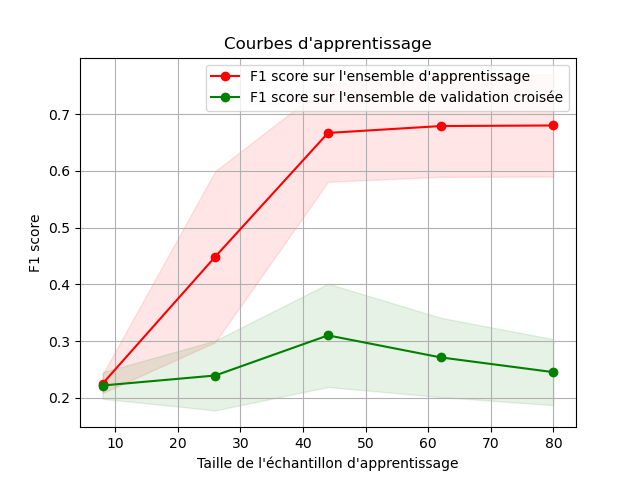 Courbes d'apprentissage
F1 score sur l'ensemble d'apprentissage
F1 score sur l'ensemble de validation croisée
F1 score
0.7
0.6
0.5
0.4
0.3
0.2
10 20 30 40 50 60 70 80
Taille de l'échantillon d'apprentissage